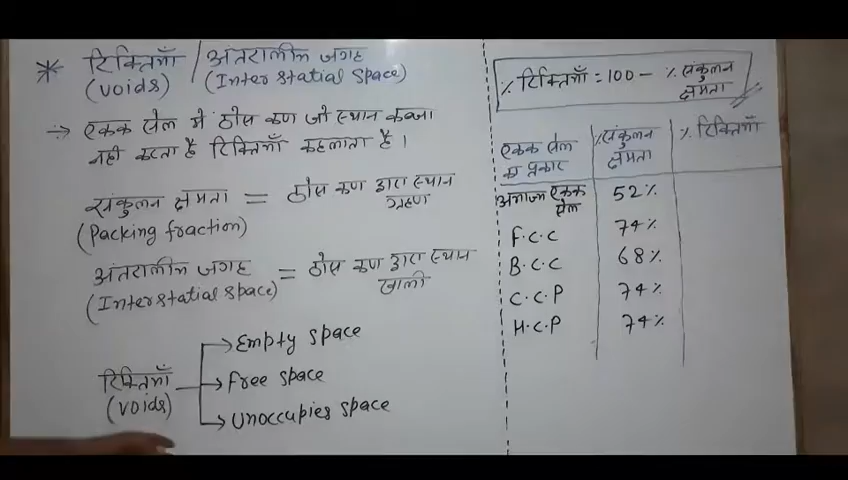 * रिक्तियाँ / अंतरालीय जगह
(voids) (Inter statial space)
→ एकक सेल में ठोस कण जो स्थान कब्जा
नहीं करता है रिक्तियाँ कहलाता है।
संकुलन क्षमता = ठोस कण द्वारा स्थान
ग्रहण
(Packing fraction)
अंतरालीय जगह = ठोस कण द्वारा स्थान
खाली
(Interstatial space)
रिक्तियाँ
(voids)
→ Empty space
→ free space
→ unoccupies space
% रिक्तियाँ = 100 - % संकुलन
क्षमता
एकक सेल
का प्रकार
% संकुलन
क्षमता
% रिक्तियाँ
एकक
सेल 52%
F.C.C 74%
B.C.C 68%
C.C.P 74%
H.C.P 74%